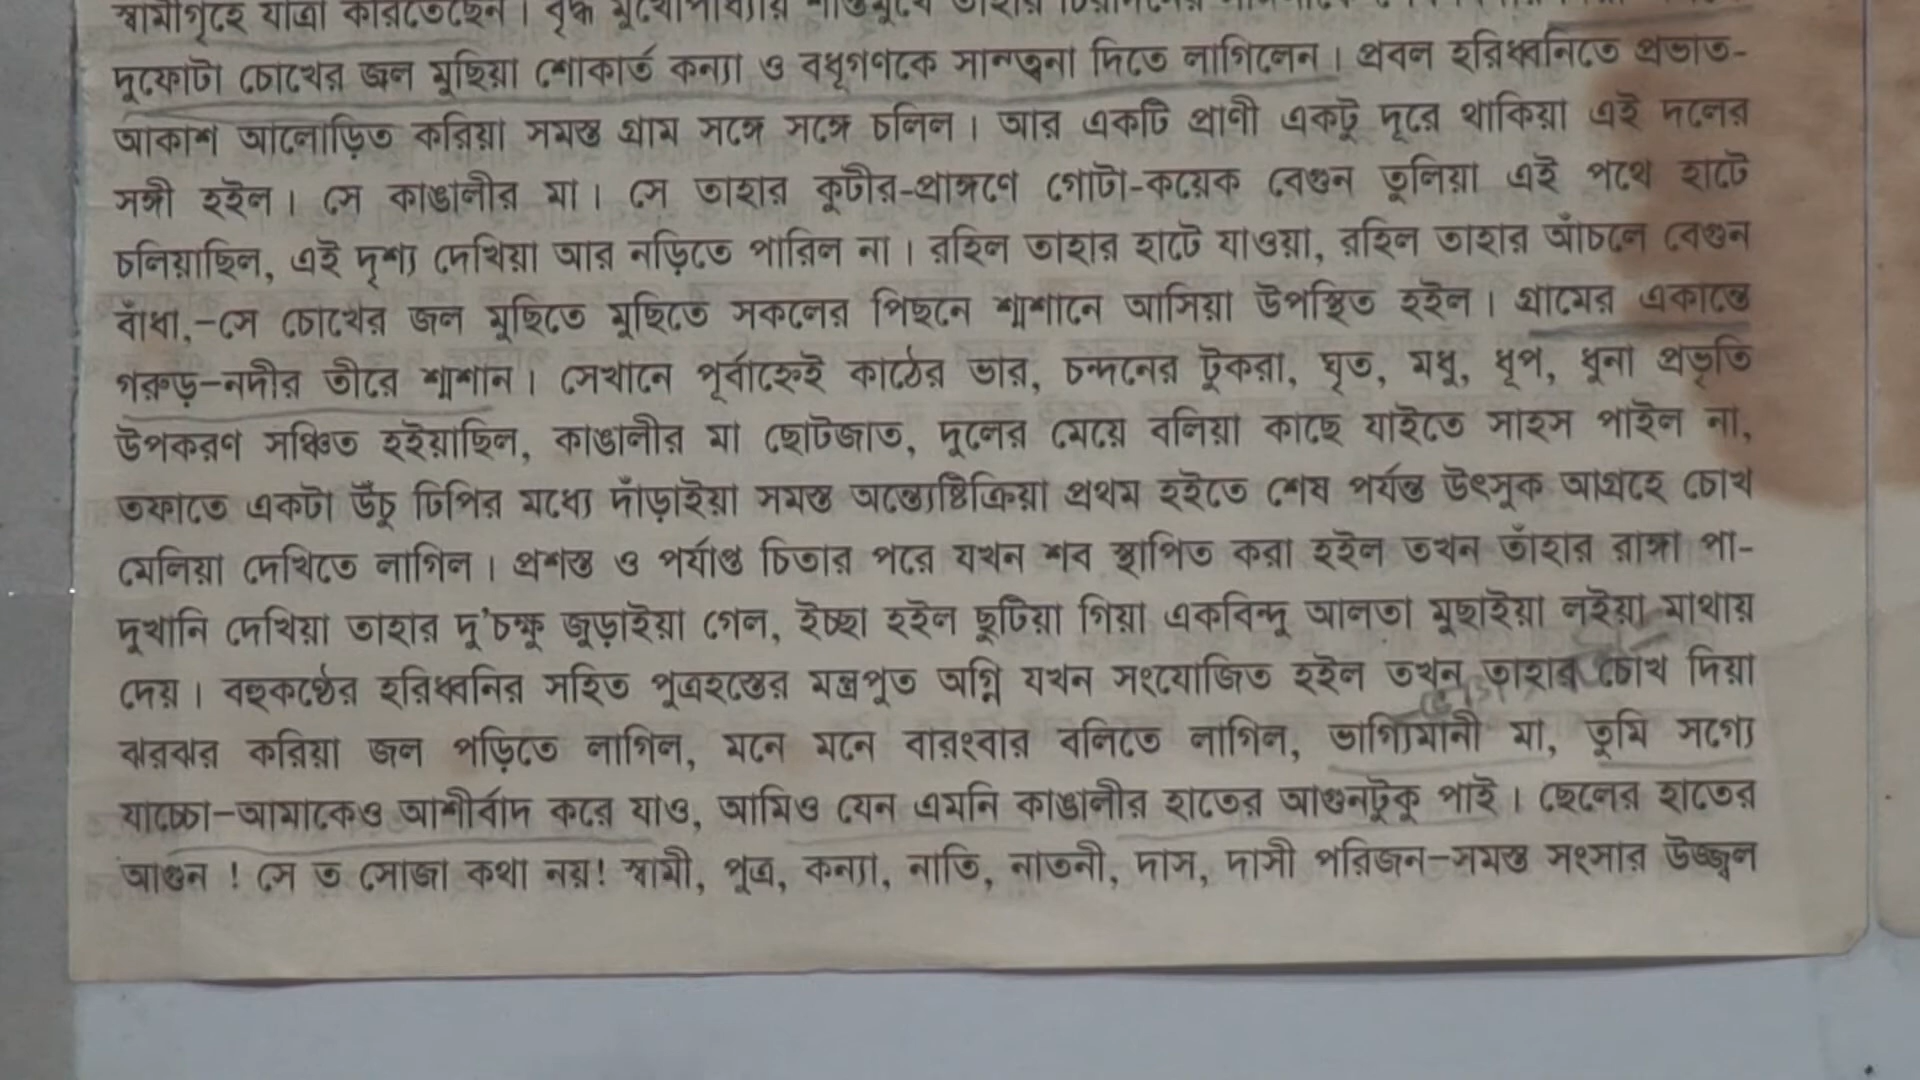 স্বামীগৃহে যাত্রা করিতেছেন। বৃদ্ধ মুখোপাধ্যায় শান্তমুখে তাঁহার
দুফোটা চোখের জল মুছিয়া শোকার্ত কন্যা ও বধূগণকে সান্ত্বনা দিতে লাগিলেন। প্রবল হরিধ্বনিতে প্রভাত-
আকাশ আলোড়িত করিয়া সমস্ত গ্রাম সঙ্গে সঙ্গে চলিল। আর একটি প্রাণী একটু দূরে থাকিয়া এই দলের
সঙ্গী হইল। সে কাঙালীর মা। সে তাহার কুটীর-প্রাঙ্গণে গোটা-কয়েক বেগুন তুলিয়া এই পথে হাটে
চলিয়াছিল, এই দৃশ্য দেখিয়া আর নড়িতে পারিল না। রহিল তাহার হাটে যাওয়া, রহিল তাহার আঁচলে বেগুন
বাঁধা,-সে চোখের জল মুছিতে মুছিতে সকলের পিছনে শ্মশানে আসিয়া উপস্থিত হইল। গ্রামের একান্তে
গরুড়-নদীর তীরে শ্মশান। সেখানে পূর্বাহ্নেই কাঠের ভার, চন্দনের টুকরা, ঘৃত, মধু, ধূপ, ধুনা প্রভৃতি
উপকরণ সঞ্চিত হইয়াছিল, কাঙালীর মা ছোটজাত, দুলের মেয়ে বলিয়া কাছে যাইতে সাহস পাইল না,
তফাতে একটা উঁচু ঢিপির মধ্যে দাঁড়াইয়া সমস্ত অন্ত্যেষ্টিক্রিয়া প্রথম হইতে শেষ পর্যন্ত উৎসুক আগ্রহে চোখ
মেলিয়া দেখিতে লাগিল। প্রশস্ত ও পর্যাপ্ত চিতার পরে যখন শব স্থাপিত করা হইল তখন তাঁহার রাঙ্গা পা-
দুখানি দেখিয়া তাহার দু'চক্ষু জুড়াইয়া গেল, ইচ্ছা হইল ছুটিয়া গিয়া একবিন্দু আলতা মুছাইয়া লইয়া মাথায়
দেয়। বহুকণ্ঠের হরিধ্বনির সহিত পুত্রহস্তের মন্ত্রপুত অগ্নি যখন সংযোজিত হইল তখন তাহার চোখ দিয়া
ঝরঝর করিয়া জল পড়িতে লাগিল, মনে মনে বারংবার বলিতে লাগিল, ভাগ্যিমানী মা, তুমি সগ্যে
যাচ্চো-আমাকেও আশীর্বাদ করে যাও, আমিও যেন এমনি কাঙালীর হাতের আগুনটুকু পাই। ছেলের হাতের
আগুন ! সে ত সোজা কথা নয়! স্বামী, পুত্র, কন্যা, নাতি, নাতনী, দাস, দাসী পরিজন-সমস্ত সংসার উজ্জ্বল